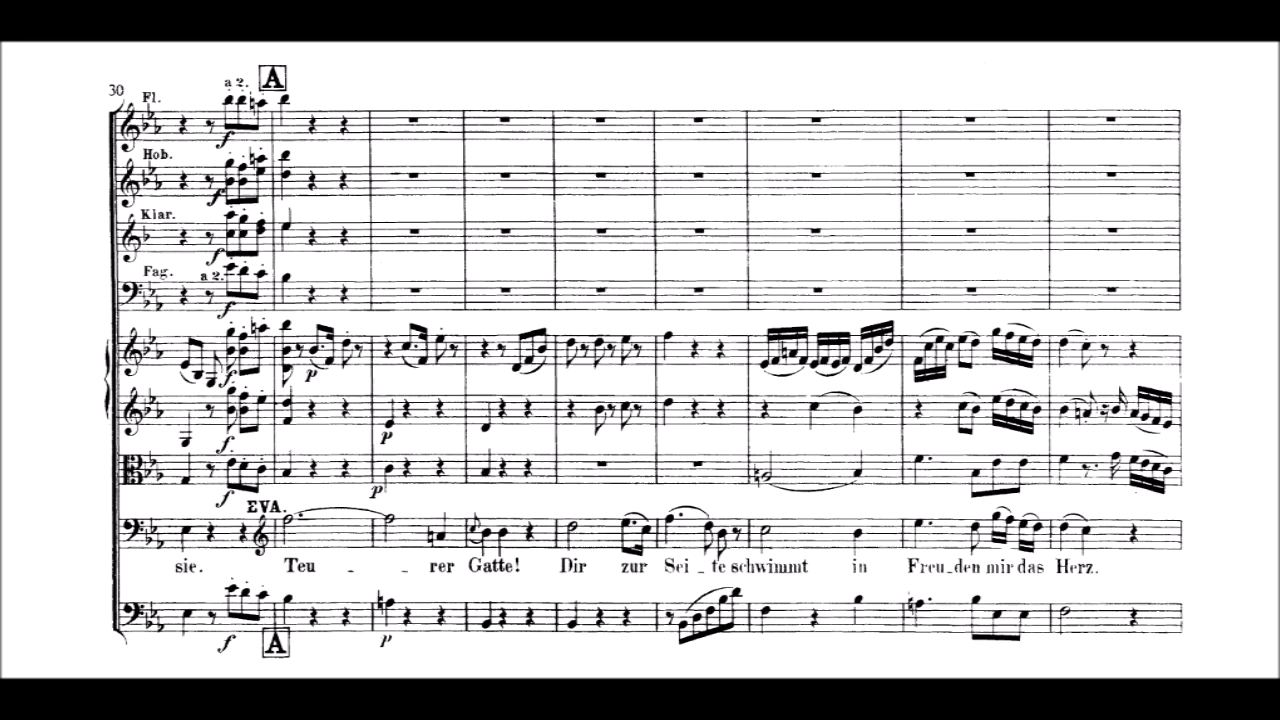 30
a 2.
A
Fl.
f
Hob.
f
Klar.
f
Fag.
a 2.
f
f
p
f
p
f
p
EVA.
sie. Teu - - rer Gatte! Dir zur Sei - te schwimmt in Freu - den mir das Herz.
f
p
A